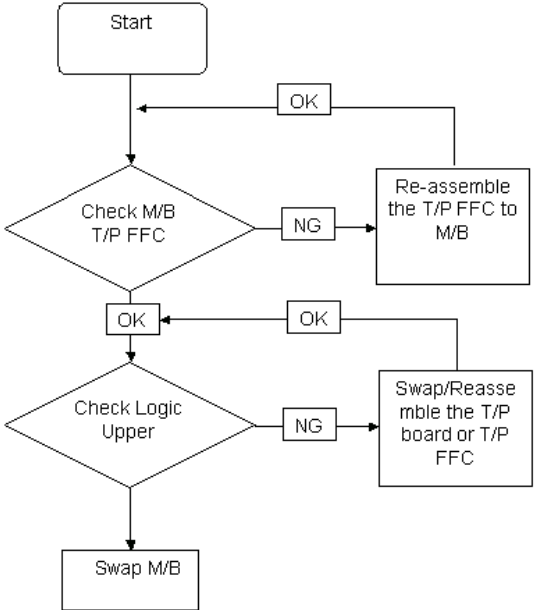 Start
OK
Check M/B
T/P FFC
NG
Re-assemble
the T/P FFC to
M/B
OK
OK
Check Logic
Upper
NG
Swap/Reasse
mble the T/P
board or T/P
FFC
Swap M/B